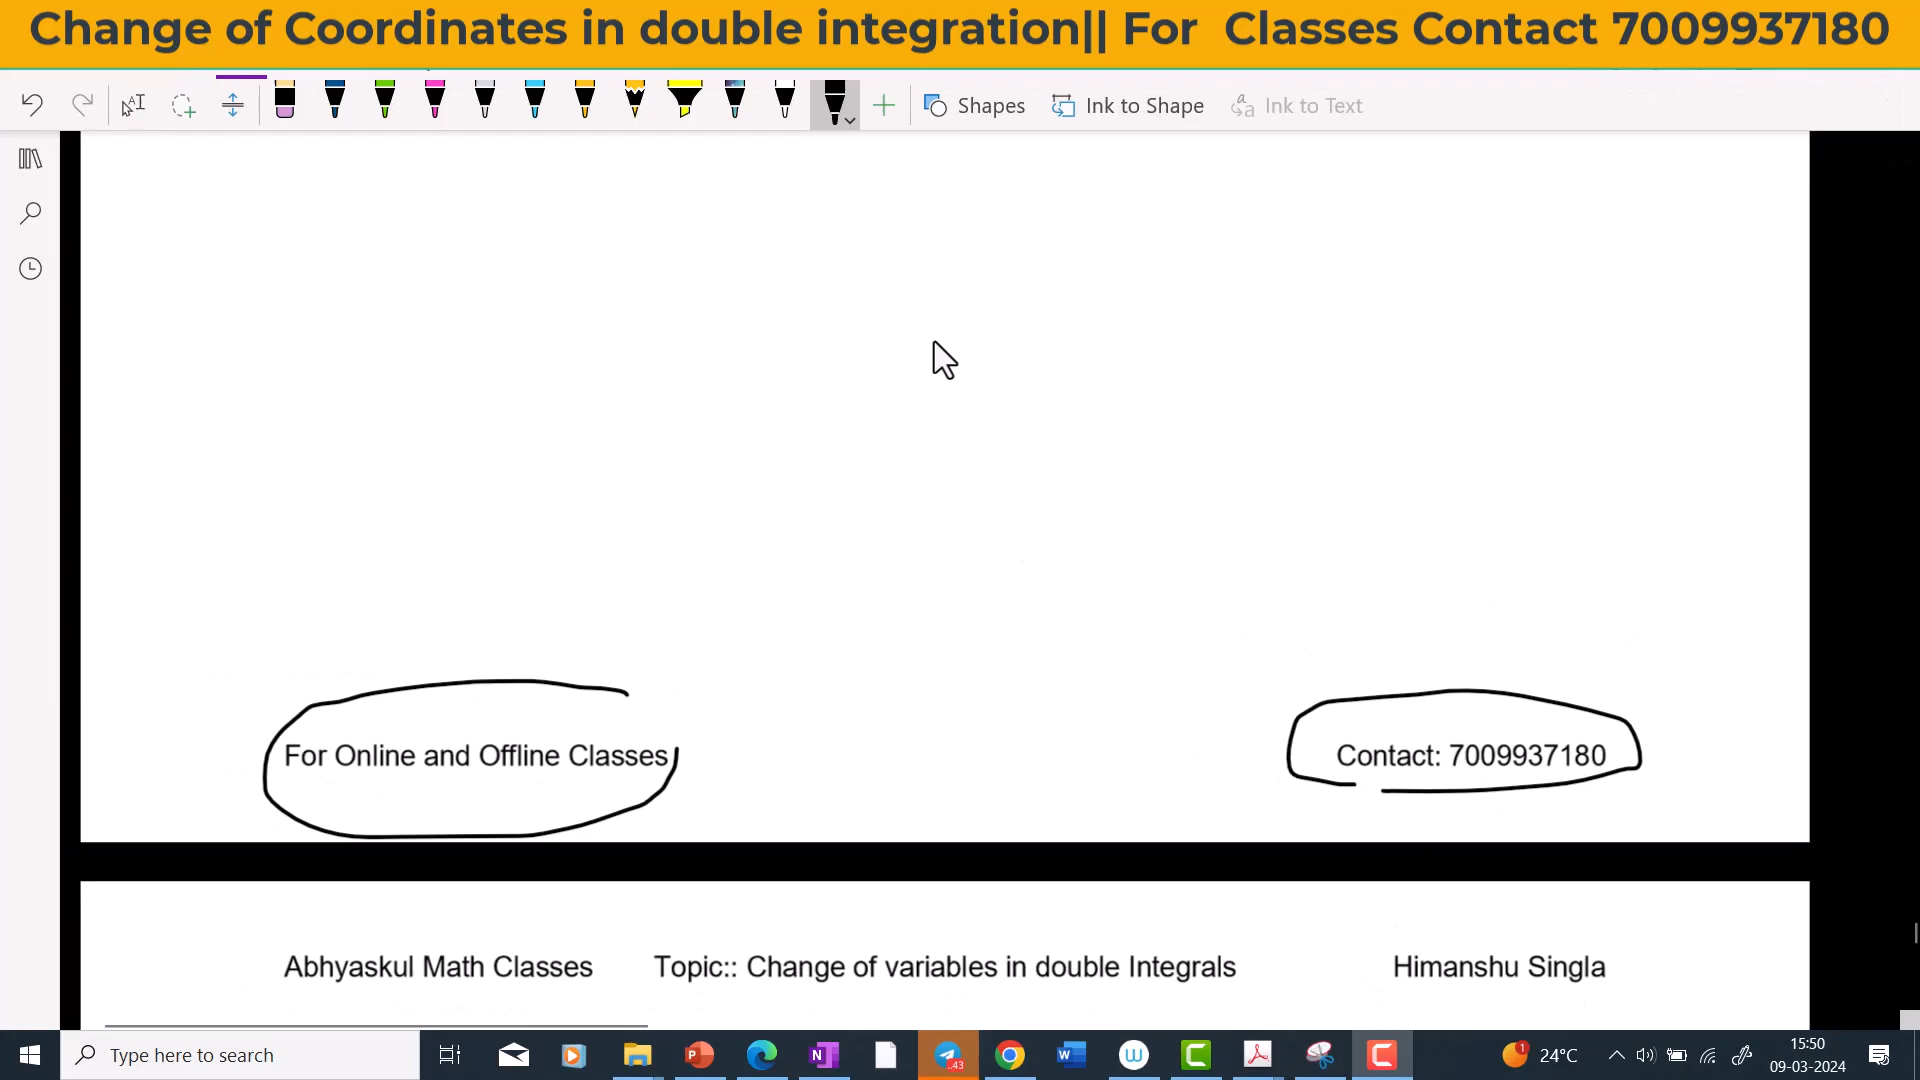 Change of Coordinates in double integration|| For Classes Contact 7009937180
Shapes Ink to Shape Ink to Text
For Online and Offline Classes Contact: 7009937180
Abhyaskul Math Classes Topic:: Change of variables in double Integrals Himanshu Singla
Type here to search 43 1 24°C 15:50
09-03-2024